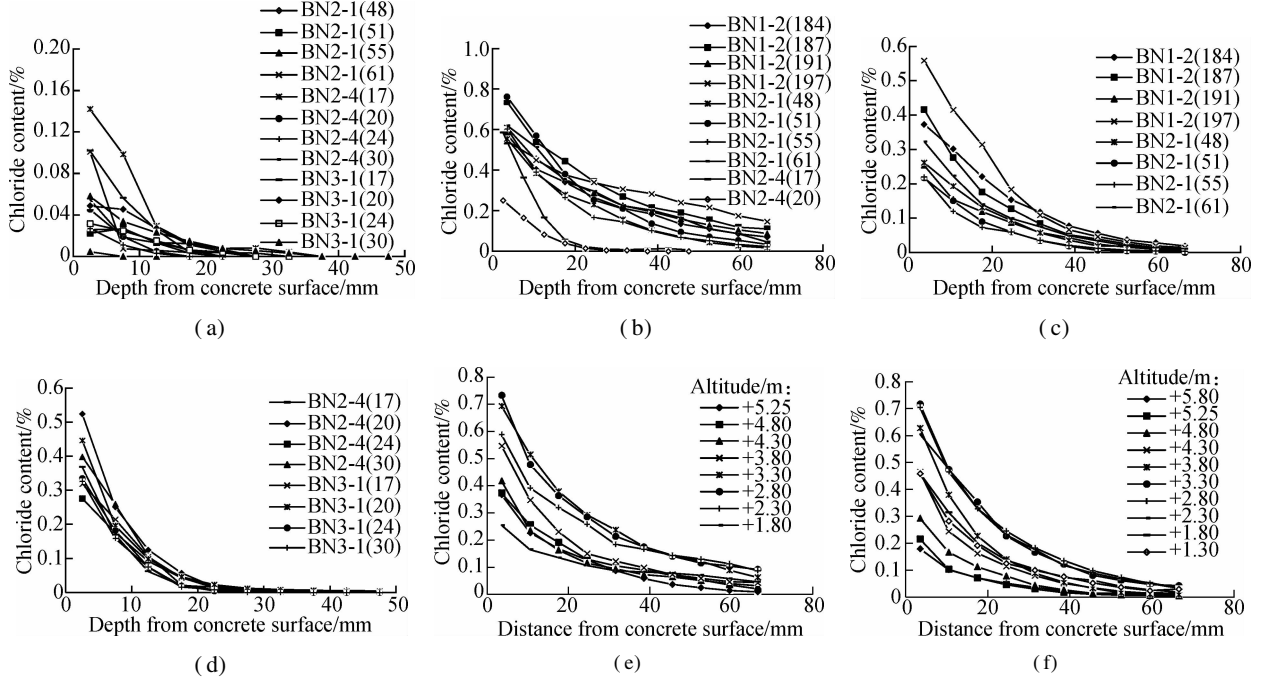 BN2-1(48)
BN2-1(51)
BN2-1(55)
BN2-1(61)
BN2-4(17)
BN2-4(20)
BN2-4(24)
BN2-4(30)
BN3-1(17)
BN3-1(20)
BN3-1(24)
BN3-1(30)
0.20
0.16
0.12
0.08
0.04
0
Chloride content/%
0 10 20 30 40 50
Depth from concrete surface/mm
(a)
BN1-2(184)
BN1-2(187)
BN1-2(191)
BN1-2(197)
BN2-1(48)
BN2-1(51)
BN2-1(55)
BN2-1(61)
BN2-4(17)
BN2-4(20)
1.0
0.8
0.6
0.4
0.2
0
Chloride content/%
0 20 40 60 80
Depth from concrete surface/mm
(b)
BN1-2(184)
BN1-2(187)
BN1-2(191)
BN1-2(197)
BN2-1(48)
BN2-1(51)
BN2-1(55)
BN2-1(61)
0.6
0.5
0.4
0.3
0.2
0.1
0
Chloride content/%
0 20 40 60 80
Depth from concrete surface/mm
(c)
BN2-4(17)
BN2-4(20)
BN2-4(24)
BN2-4(30)
BN3-1(17)
BN3-1(20)
BN3-1(24)
BN3-1(30)
0.6
0.5
0.4
0.3
0.2
0.1
0
Chloride content/%
0 10 20 30 40 50
Depth from concrete surface/mm
(d)
Altitude/m:
+5.25
+4.80
+4.30
+3.80
+3.30
+2.80
+2.30
+1.80
0.8
0.7
0.6
0.5
0.4
0.3
0.2
0.1
0
Chloride content/%
0 20 40 60 80
Distance from concrete surface/mm
(e)
Altitude/m:
+5.80
+5.25
+4.80
+4.30
+3.80
+3.30
+2.80
+2.30
+1.80
+1.30
0.8
0.7
0.6
0.5
0.4
0.3
0.2
0.1
0
Chloride content/%
0 20 40 60 80
Distance from concrete surface/mm
(f)